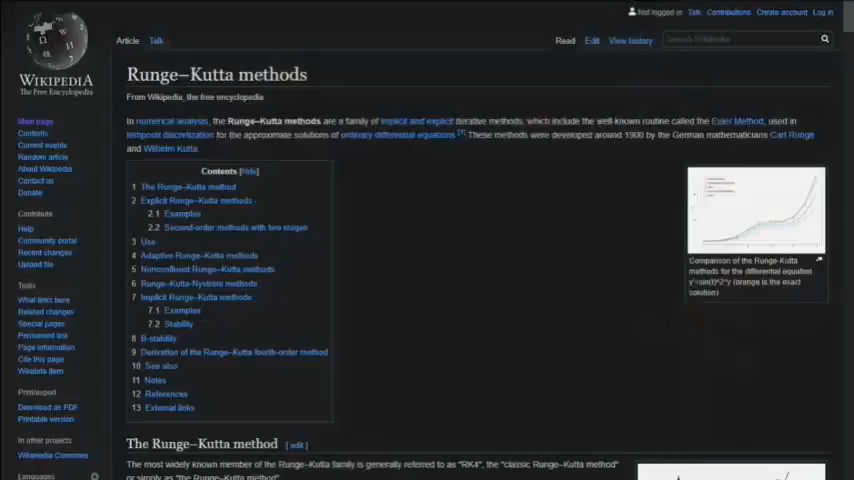 Not logged in Talk Contributions Create account Log in
Article Talk
Read Edit View history
Search Wikipedia
WIKIPEDIA
The Free Encyclopedia
Main page
Contents
Current events
Random article
About Wikipedia
Contact us
Donate
Contribute
Help
Community portal
Recent changes
Upload file
Tools
What links here
Related changes
Special pages
Permanent link
Page information
Cite this page
Wikidata item
Print/export
Download as PDF
Printable version
In other projects
Wikimedia Commons
Languages
Runge–Kutta methods
From Wikipedia, the free encyclopedia
In numerical analysis, the Runge–Kutta methods are a family of implicit and explicit iterative methods, which include the well-known routine called the Euler Method, used in
temporal discretization for the approximate solutions of ordinary differential equations.[1] These methods were developed around 1900 by the German mathematicians Carl Runge
and Wilhelm Kutta.
Contents [hide]
1 The Runge–Kutta method
2 Explicit Runge–Kutta methods
2.1 Examples
2.2 Second-order methods with two stages
3 Use
4 Adaptive Runge–Kutta methods
5 Nonconfluent Runge–Kutta methods
6 Runge–Kutta–Nyström methods
7 Implicit Runge–Kutta methods
7.1 Examples
7.2 Stability
8 B-stability
9 Derivation of the Runge–Kutta fourth-order method
10 See also
11 Notes
12 References
13 External links
Comparison of the Runge-Kutta
methods for the differential equation
y'=sin(t)^2*y (orange is the exact
solution)
The Runge–Kutta method [ edit ]
The most widely known member of the Runge–Kutta family is generally referred to as "RK4", the "classic Runge–Kutta method"
or simply as "the Runge–Kutta method".